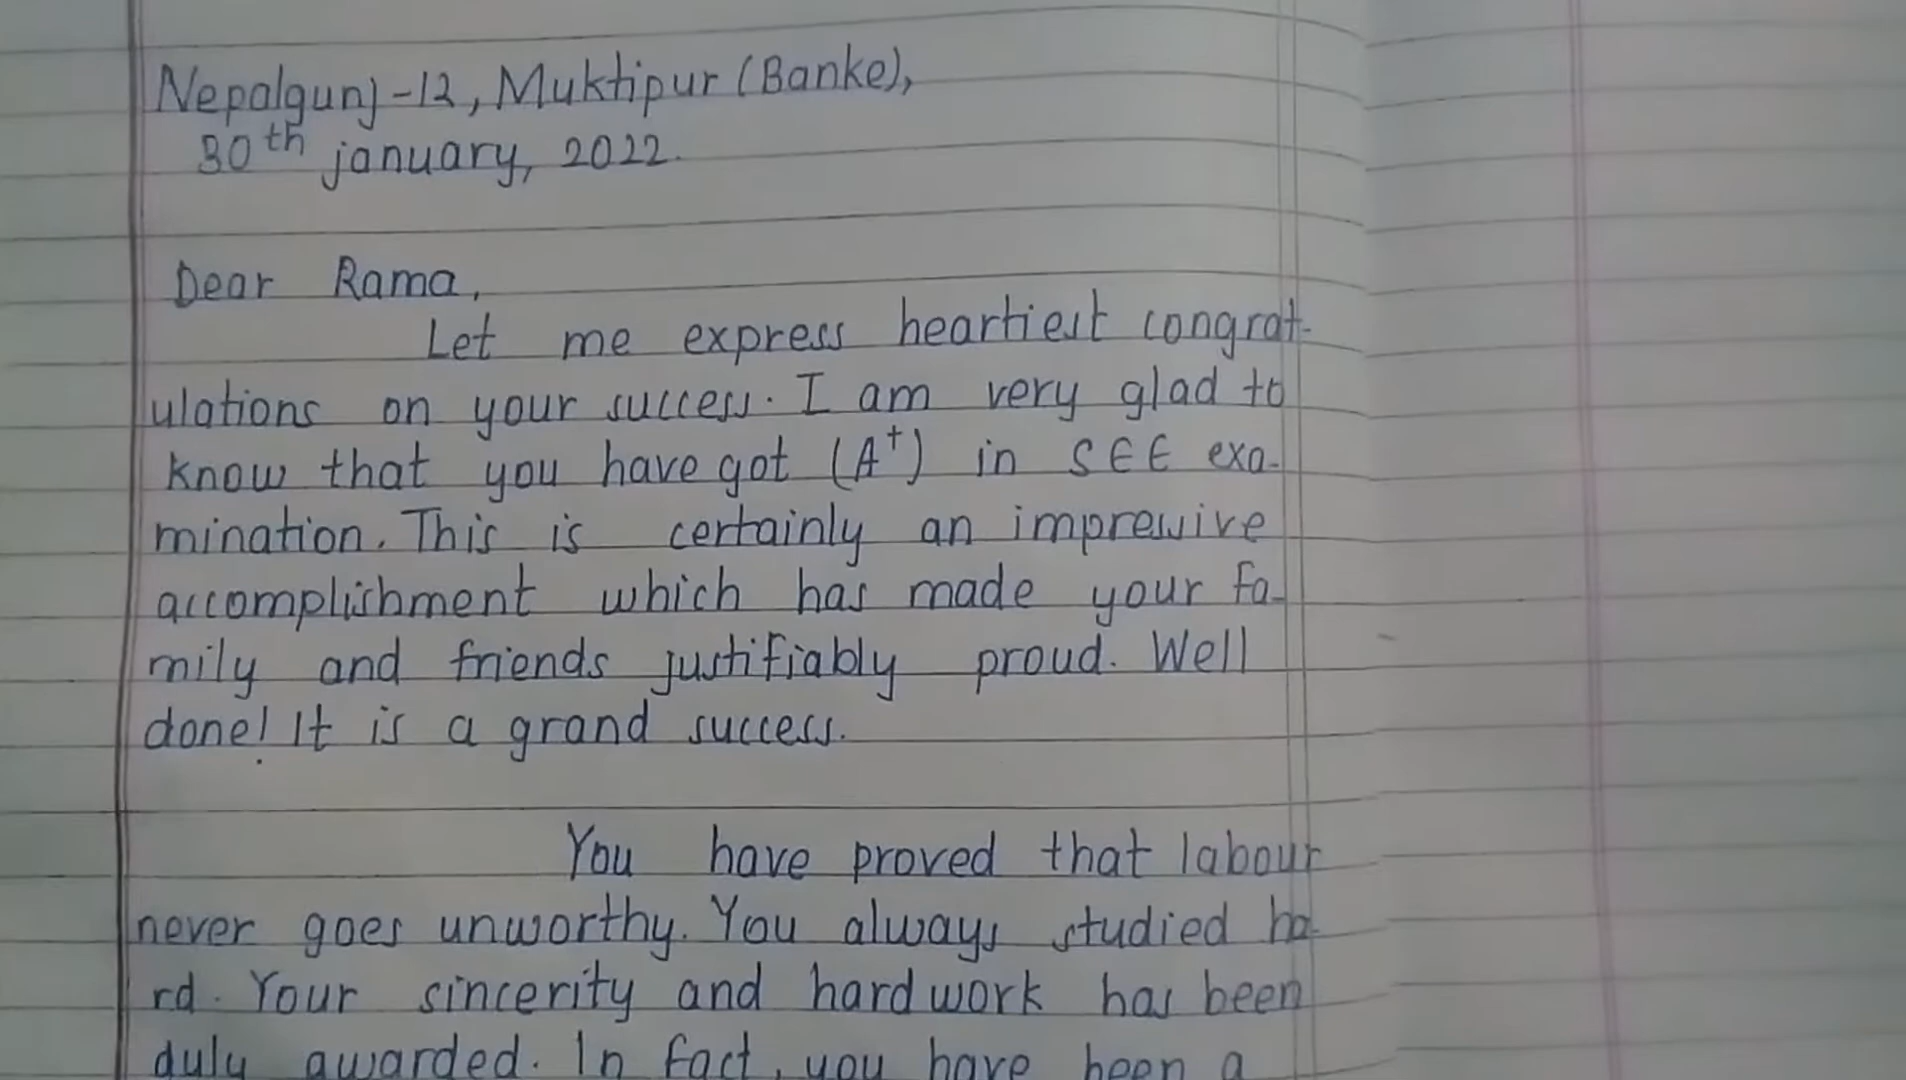 Nepalgunj-12, Muktipur (Banke),
30th january, 2022.
Dear Rama,
Let me express heartiest congrat-
ulations on your success. I am very glad to
know that you have got (A+) in SEE exa-
mination. This is certainly an impressive
accomplishment which has made your fa-
mily and friends justifiably proud. Well
done! It is a grand success.
You have proved that labour
never goes unworthy. You always studied ha-
rd. Your sincerity and hard work has been
duly awarded. In fact, you have been a